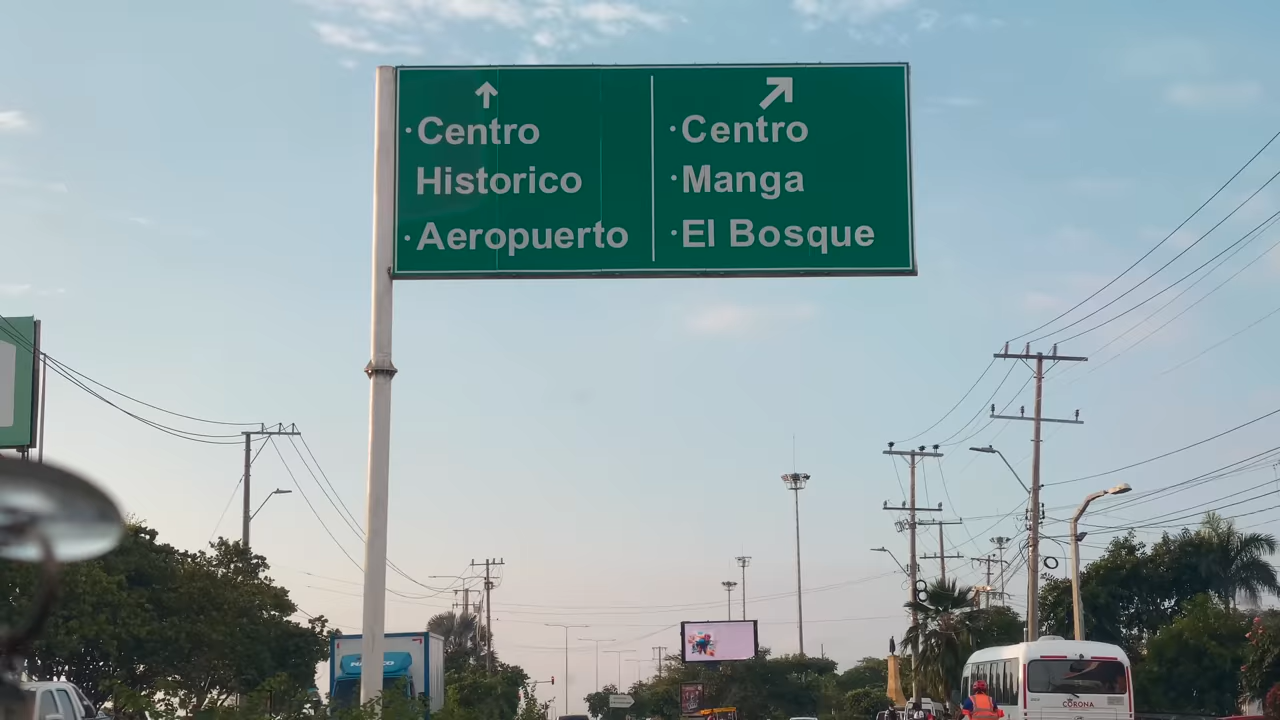 ·Centro
Historico
·Aeropuerto
·Centro
·Manga
·El Bosque
CORONA